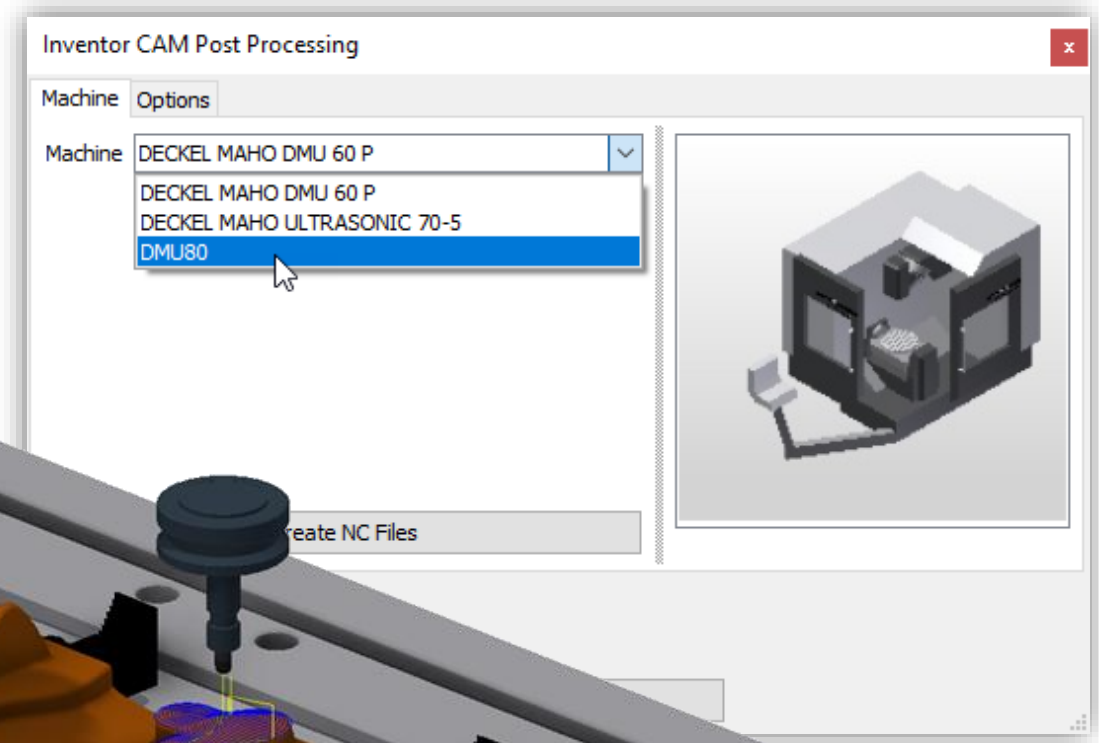 Inventor CAM Post Processing
x
Machine Options
Machine DECKEL MAHO DMU 60 P
DECKEL MAHO DMU 60 P
DECKEL MAHO ULTRASONIC 70-5
DMU80
reate NC Files